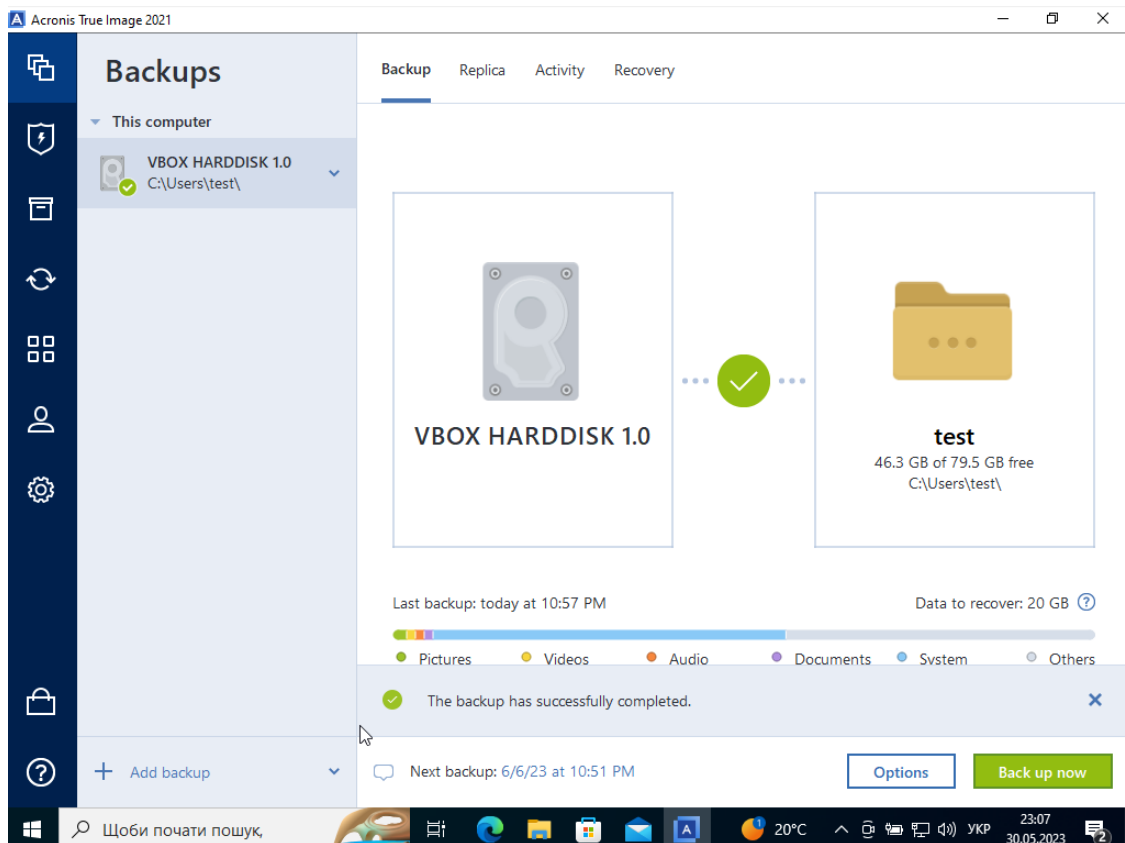 Acronis True Image 2021
Backups
This computer
VBOX HARDDISK 1.0
C:\Users\test\
Add backup
Backup Replica Activity Recovery
VBOX HARDDISK 1.0
test
46.3 GB of 79.5 GB free
C:\Users\test\
Last backup: today at 10:57 PM Data to recover: 20 GB ?
Pictures Videos Audio Documents System Others
The backup has successfully completed.
Next backup: 6/6/23 at 10:51 PM Options Back up now
Щоби почати пошук, 1 20°C УКР 23:07
30.05.2023 2